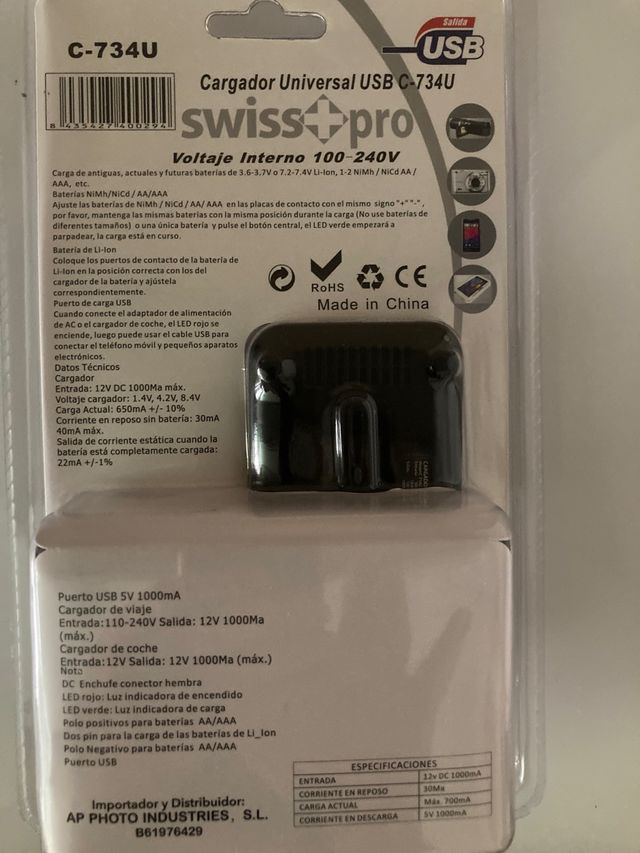 Salida
USB
C-734U
Cargador Universal USB C-734U
8 435427 400294
swiss pro
Voltaje Interno 100-240V
Carga de antiguas, actuales y futuras baterías de 3.6-3.7V o 7.2-7.4V Li-Ion, 1-2 NiMh / NiCd AA /
AAA, etc.
Baterías NiMh/NiCd / AA/AAA
Ajuste las baterías de NiMh / NiCd / AA/ AAA en las placas de contacto con el mismo signo "+" "-" ,
por favor, mantenga las mismas baterías con la misma posición durante la carga (No use baterías de
diferentes tamaños) o una única batería y pulse el botón central, el LED verde empezará a
parpadear, la carga está en curso.
Batería de Li-Ion
Coloque los puertos de contacto de la batería de
Li-Ion en la posición correcta con los del
cargador de la batería y ajústela
correspondientemente.
RoHS
CE
Made in China
Puerto de carga USB
Cuando conecte el adaptador de alimentación
de AC o el cargador de coche, el LED rojo se
enciende, luego puede usar el cable USB para
conectar el teléfono móvil y pequeños aparatos
electrónicos.
Datos Técnicos
Cargador
Entrada: 12V DC 1000Ma máx.
Voltaje cargador: 1.4V, 4.2V, 8.4V
Carga Actual: 650mA +/- 10%
Corriente en reposo sin batería: 30mA
40mA máx.
Salida de corriente estática cuando la
batería está completamente cargada:
22mA +/-1%
CARGADOR
Puerto USB 5V 1000mA
Cargador de viaje
Entrada:110-240V Salida: 12V 1000Ma
(máx.)
Cargador de coche
Entrada:12V Salida: 12V 1000Ma (máx.)
Nota
DC Enchufe conector hembra
LED rojo: Luz indicadora de encendido
LED verde: Luz indicadora de carga
Polo positivos para baterías AA/AAA
Dos pin para la carga de las baterías de Li_Ion
Polo Negativo para baterías AA/AAA
Puerto USB
ESPECIFICACIONES
ENTRADA 12v DC 1000mA
CORRIENTE EN REPOSO 30Ma
CARGA ACTUAL Máx. 700mA
CORRIENTE EN DESCARGA 5V 1000mA
Importador y Distribuidor:
AP PHOTO INDUSTRIES, S.L.
B61976429